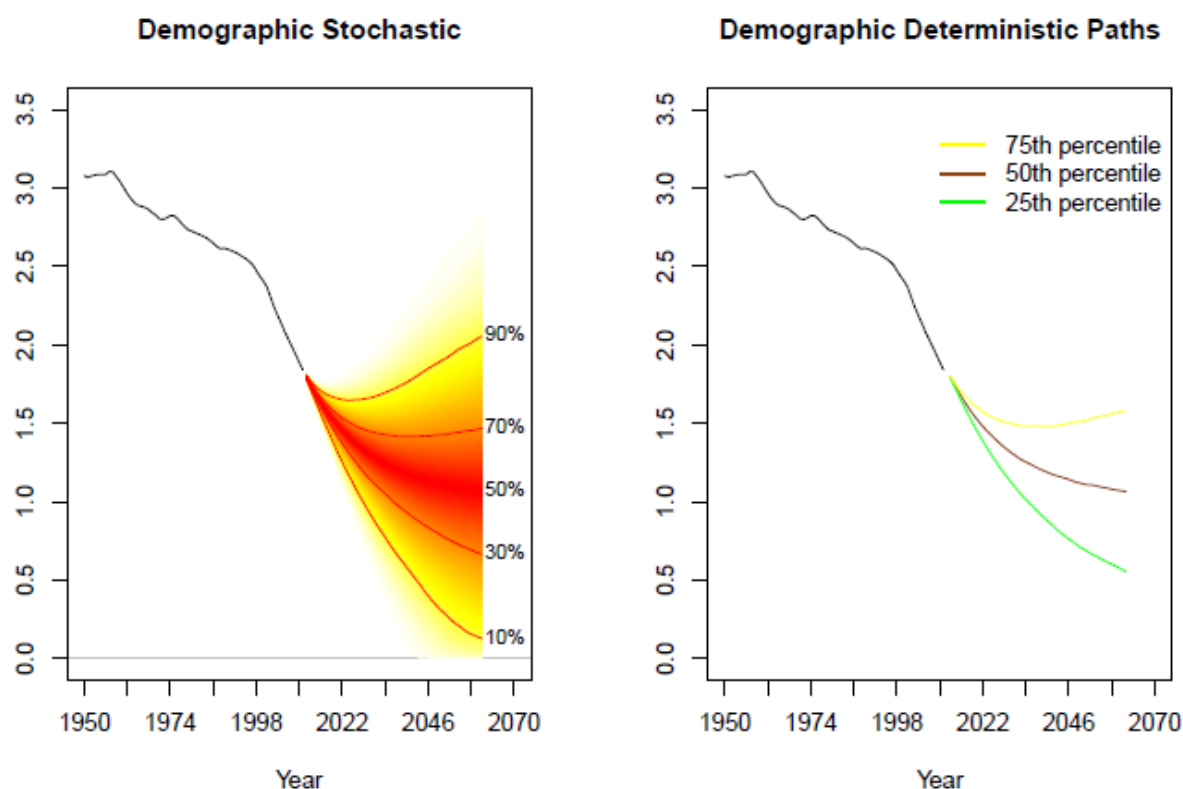 Demographic Stochastic
3.5
3.0
2.5
2.0
1.5
1.0
0.5
0.0
90%
70%
50%
30%
10%
1950 1974 1998 2022 2046 2070
Year
Demographic Deterministic Paths
3.5
3.0
2.5
2.0
1.5
1.0
0.5
0.0
75th percentile
50th percentile
25th percentile
1950 1974 1998 2022 2046 2070
Year